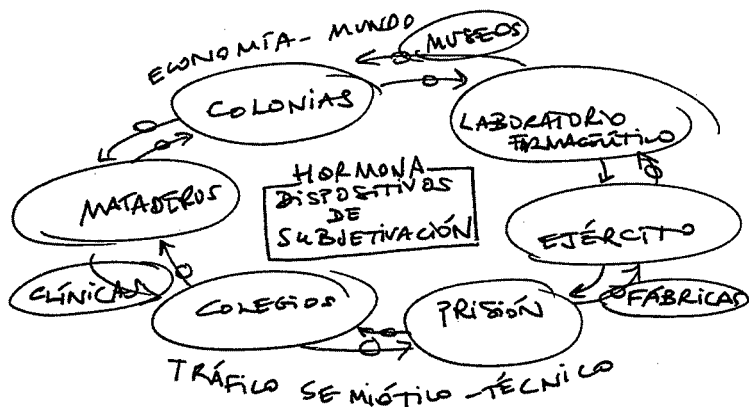 ECONOMÍA - MUNDO
MUSEOS
COLONIAS
LABORATORIO
FARMACÉUTICO
HORMONA
DISPOSITIVOS
DE
SUBJETIVACIÓN
MATADEROS
EJÉRCITO
CLÍNICAS
COLEGIOS
PRISIÓN
FÁBRICAS
TRÁFICO SEMIÓTICO-TÉCNICO